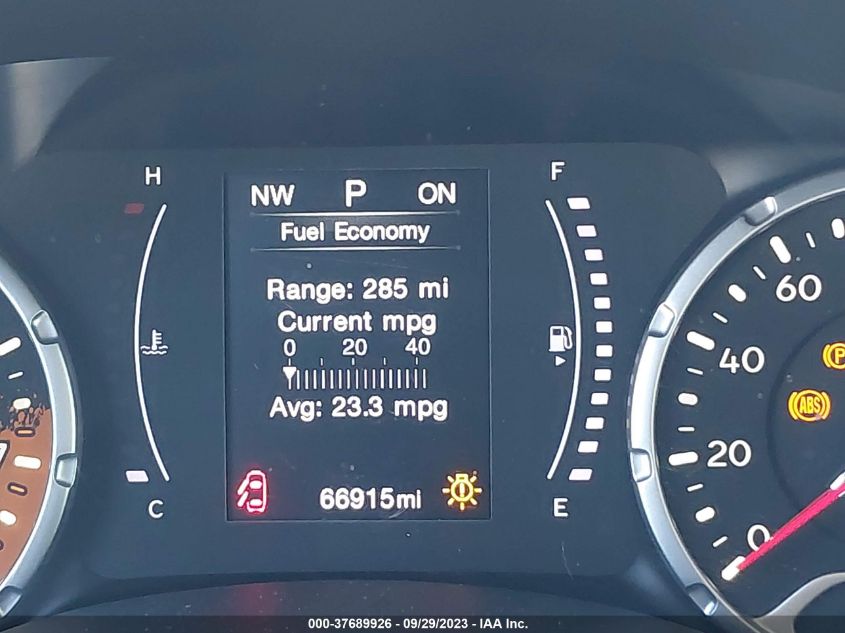 H
F
NW P ON
Fuel Economy
60
Range: 285 mi
Current mpg
0 20 40
40
P
ABS
Avg: 23.3 mpg
20
66915mi
C
E
0
000-37689926 / 09/29/2023 - IAA Inc.